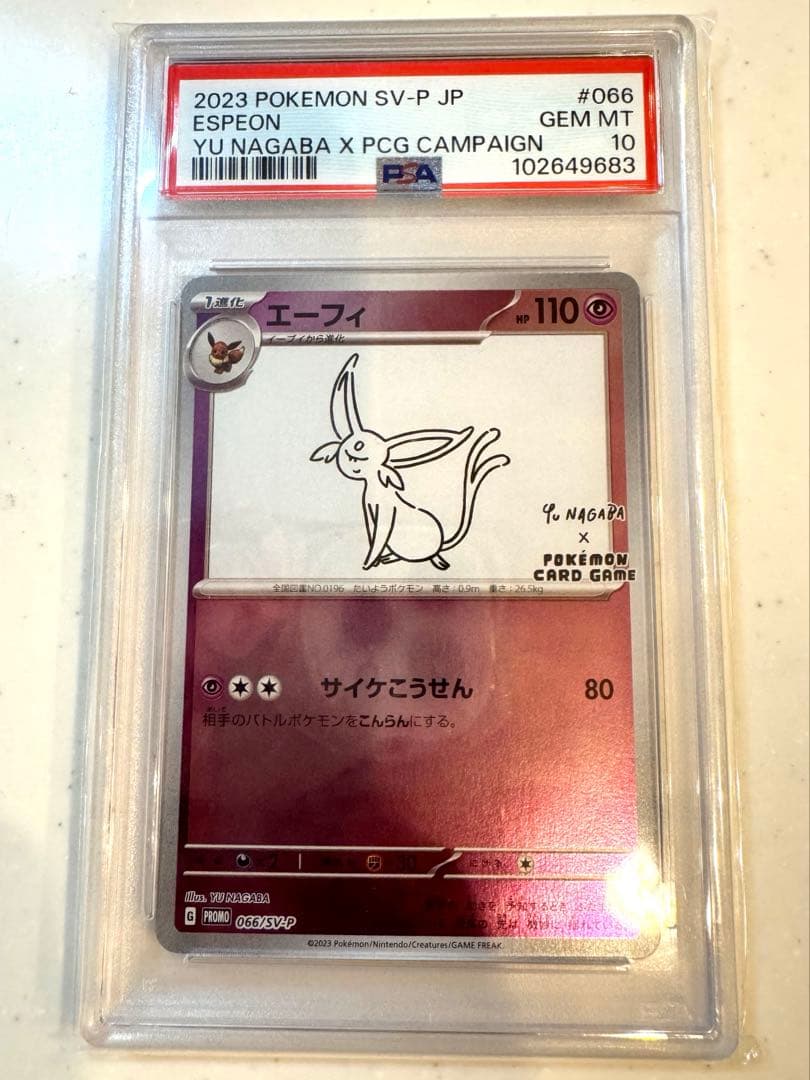 2023 POKEMON SV-P JP #066
ESPEON GEM MT
YU NAGABA X PCG CAMPAIGN 10
PSA 102649683
1進化 エーフィ HP 110
イーブイから進化
YU NAGABA
X
POKÉMON
CARD GAME
全国図鑑NO.0196 たいようポケモン 高さ:0.9m 重さ:26.5kg
サイケこうせん 80
相手のバトルポケモンをこんらんにする。
にげる
Illus. YU NAGABA
G PROMO 066/SV-P
©2023 Pokémon/Nintendo/Creatures/GAME FREAK